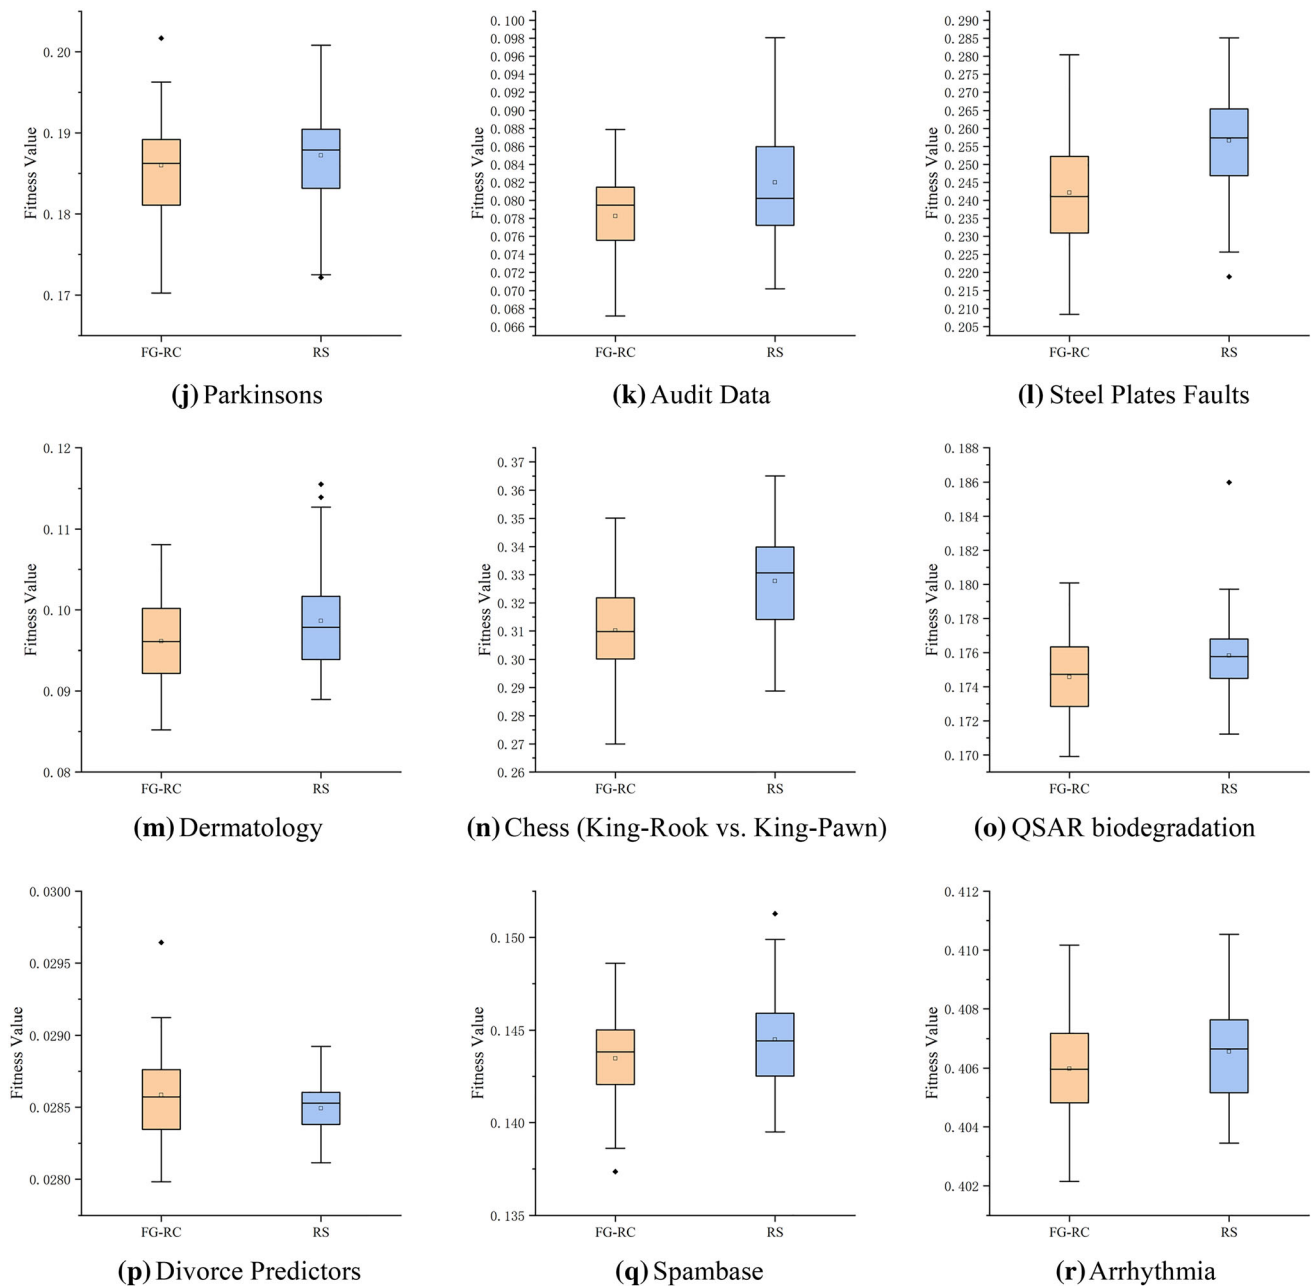 0. 20
0. 19
0. 18
0. 17
Fitness Value
FG-RC
RS
(j) Parkinsons
0. 100
0. 098
0. 096
0. 094
0. 092
0. 090
0. 088
0. 086
0. 084
0. 082
0. 080
0. 078
0. 076
0. 074
0. 072
0. 070
0. 068
0. 066
Fitness Value
FG-RC
RS
(k) Audit Data
0. 290
0. 285
0. 280
0. 275
0. 270
0. 265
0. 260
0. 255
0. 250
0. 245
0. 240
0. 235
0. 230
0. 225
0. 220
0. 215
0. 210
0. 205
Fitness Value
FG-RC
RS
(l) Steel Plates Faults
0. 12
0. 11
0. 10
0. 09
0. 08
Fitness Value
FG-RC
RS
(m) Dermatology
0. 37
0. 36
0. 35
0. 34
0. 33
0. 32
0. 31
0. 30
0. 29
0. 28
0. 27
0. 26
Fitness Value
FG-RC
RS
(n) Chess (King-Rook vs. King-Pawn)
0. 188
0. 186
0. 184
0. 182
0. 180
0. 178
0. 176
0. 174
0. 172
0. 170
Fitness Value
FG-RC
RS
(o) QSAR biodegradation
0. 0300
0. 0295
0. 0290
0. 0285
0. 0280
Fitness Value
FG-RC
RS
(p) Divorce Predictors
0. 150
0. 145
0. 140
0. 135
Fitness Value
FG-RC
RS
(q) Spambase
0. 412
0. 410
0. 408
0. 406
0. 404
0. 402
Fitness Value
FG-RC
RS
(r) Arrhythmia